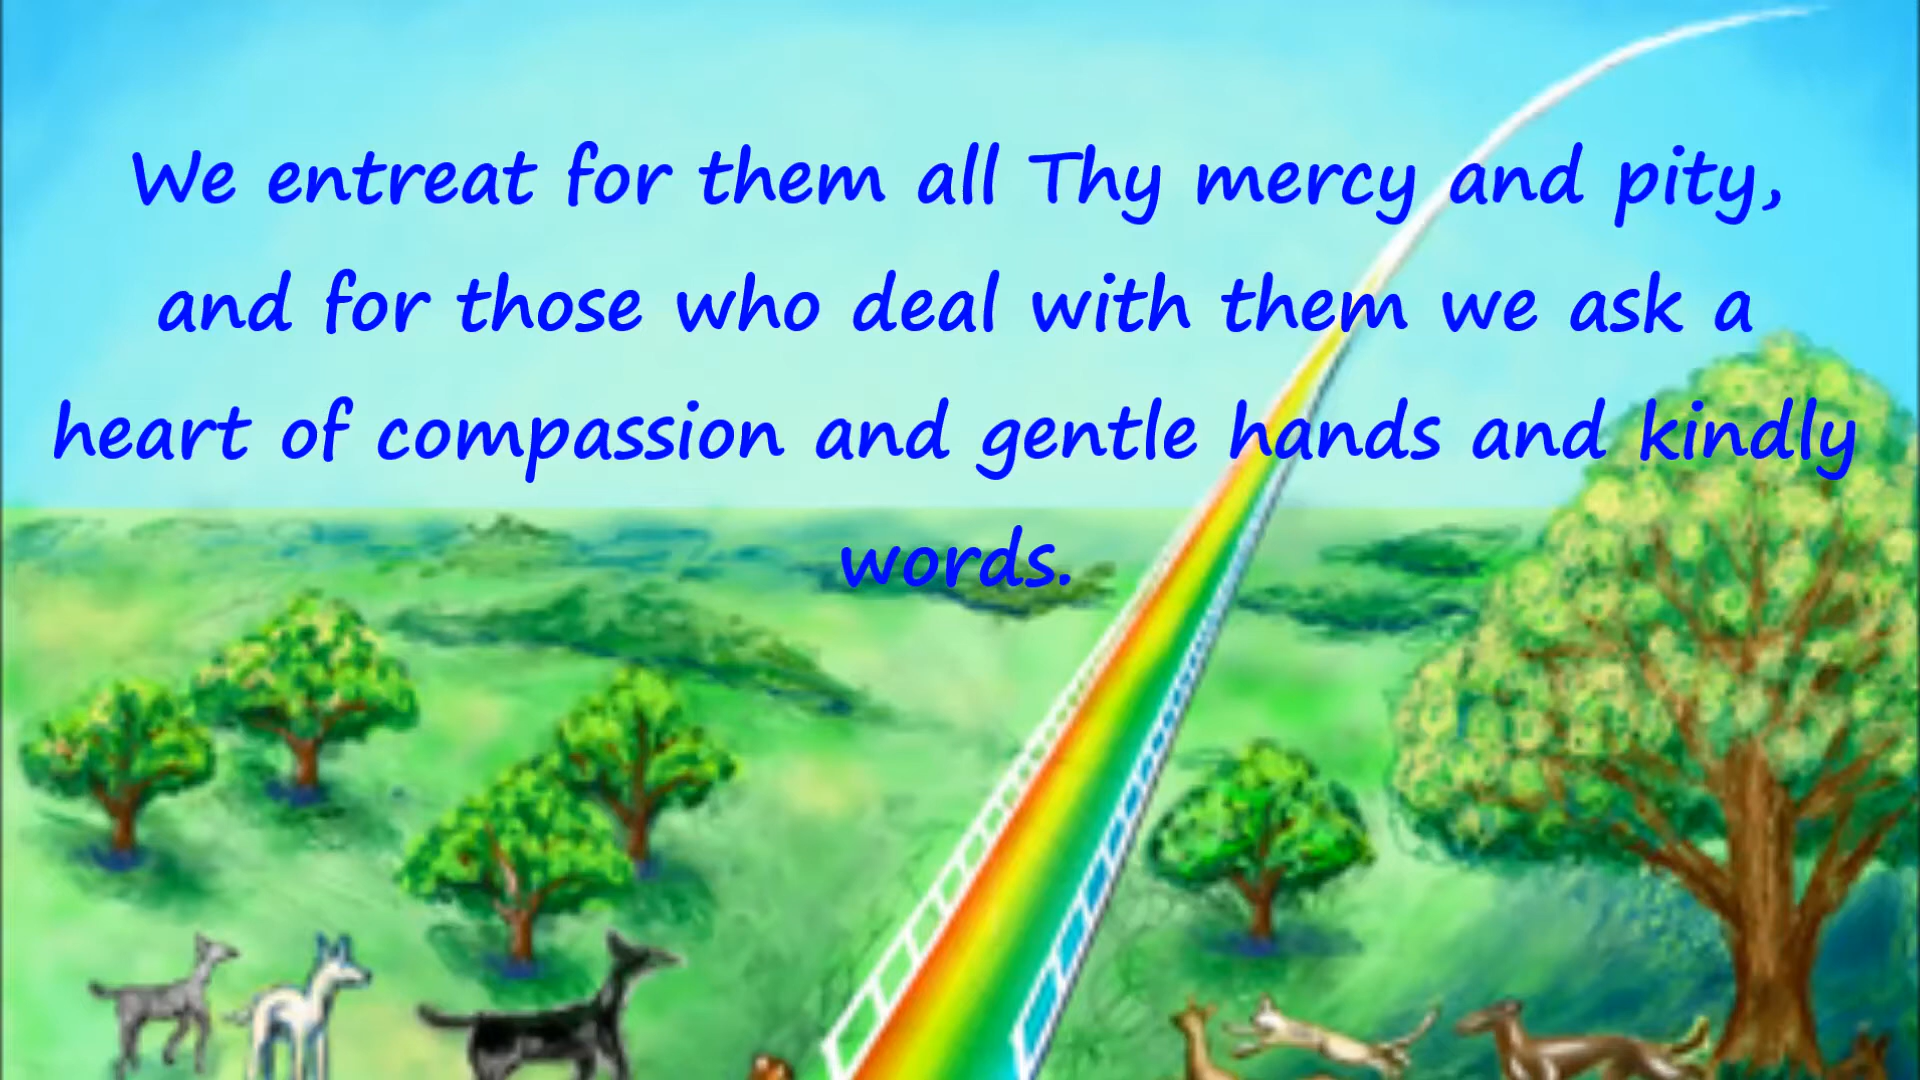 We entreat for them all Thy mercy and pity,
and for those who deal with them we ask a
heart of compassion and gentle hands and kindly
words.